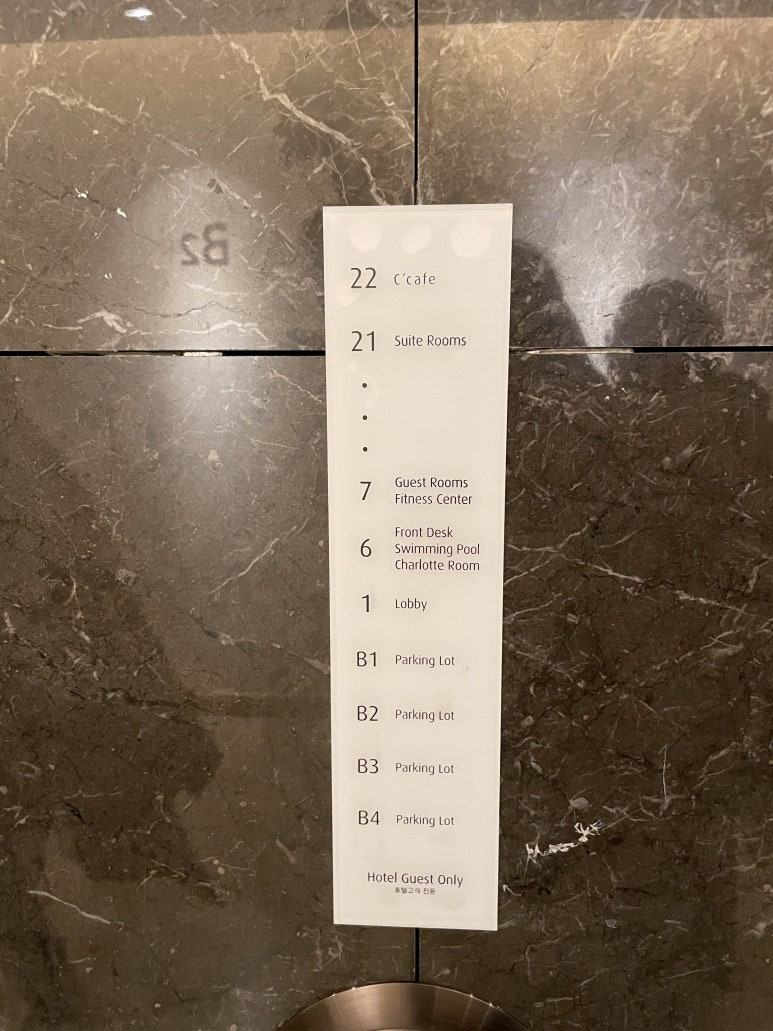 B2
22 C'cafe
21 Suite Rooms
7 Guest Rooms
Fitness Center
6 Front Desk
Swimming Pool
Charlotte Room
1 Lobby
B1 Parking Lot
B2 Parking Lot
B3 Parking Lot
B4 Parking Lot
Hotel Guest Only
호텔고객 전용